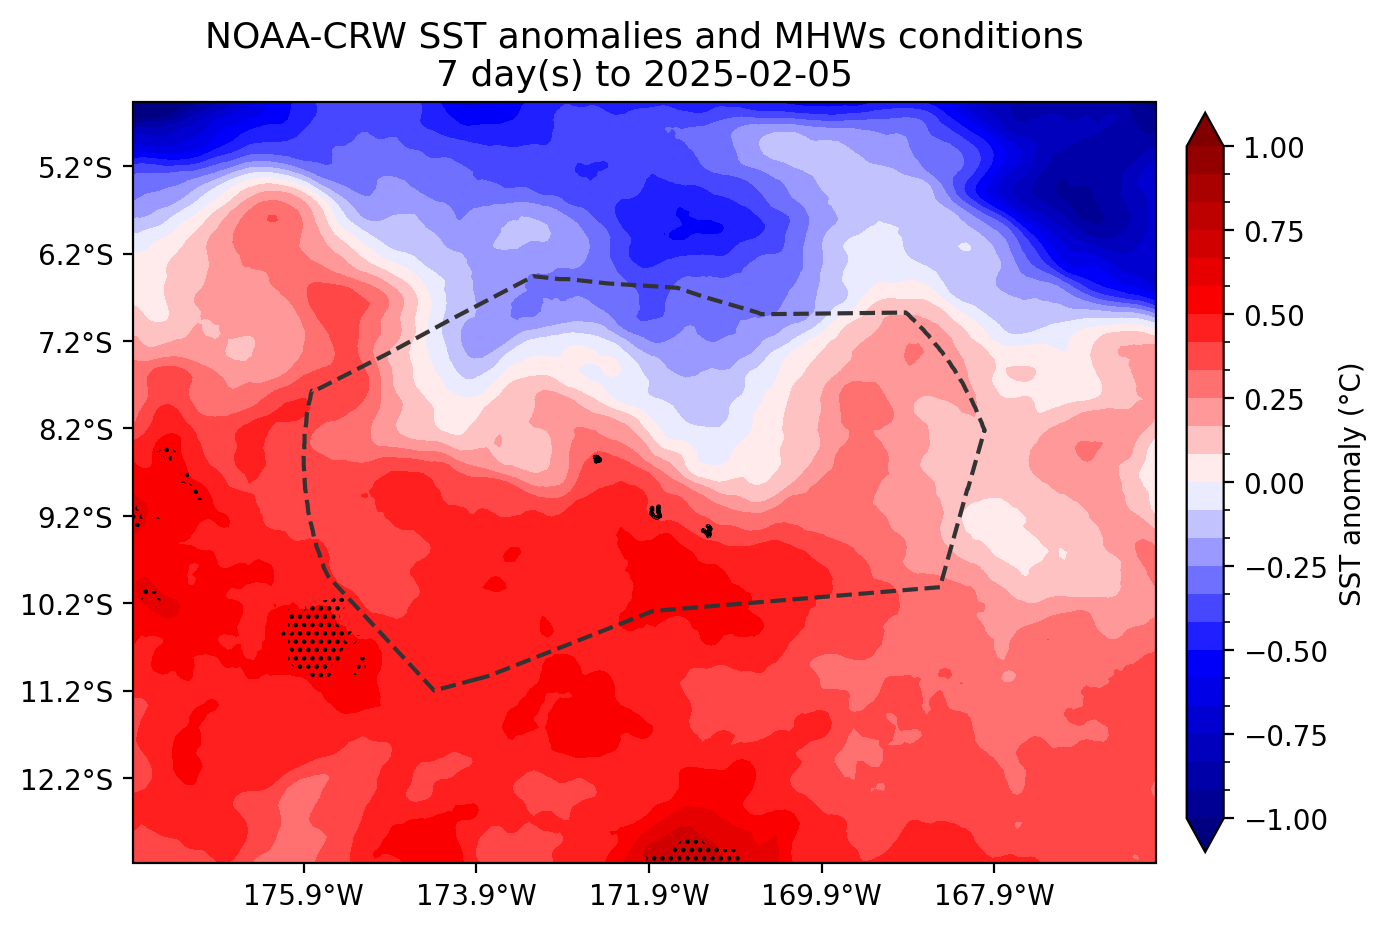 NOAA-CRW SST anomalies and MHWs conditions
7 day(s) to 2025-02-05
5.2°S
6.2°S
7.2°S
8.2°S
9.2°S
10.2°S
11.2°S
12.2°S
175.9°W
173.9°W
171.9°W
169.9°W
167.9°W
1.00
0.75
0.50
0.25
0.00
−0.25
−0.50
−0.75
−1.00
SST anomaly (°C)